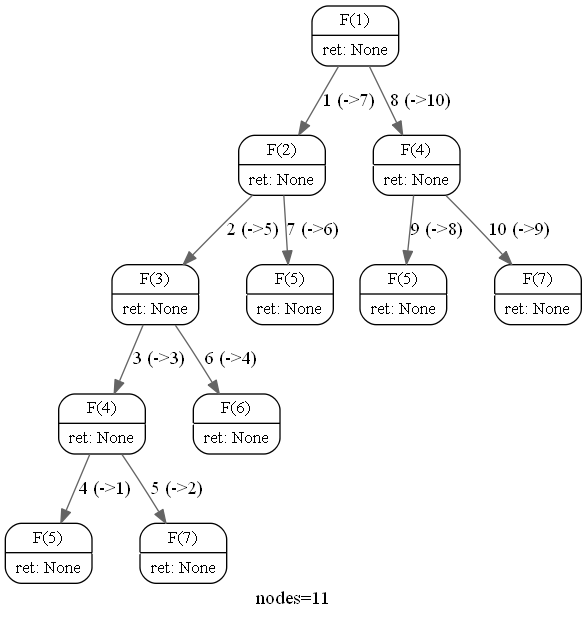 F(1)
ret: None
1 (->7)
8 (->10)
F(2)
ret: None
F(4)
ret: None
2 (->5)
7 (->6)
9 (->8)
10 (->9)
F(3)
ret: None
F(5)
ret: None
F(5)
ret: None
F(7)
ret: None
3 (->3)
6 (->4)
F(4)
ret: None
F(6)
ret: None
4 (->1)
5 (->2)
F(5)
ret: None
F(7)
ret: None
nodes=11